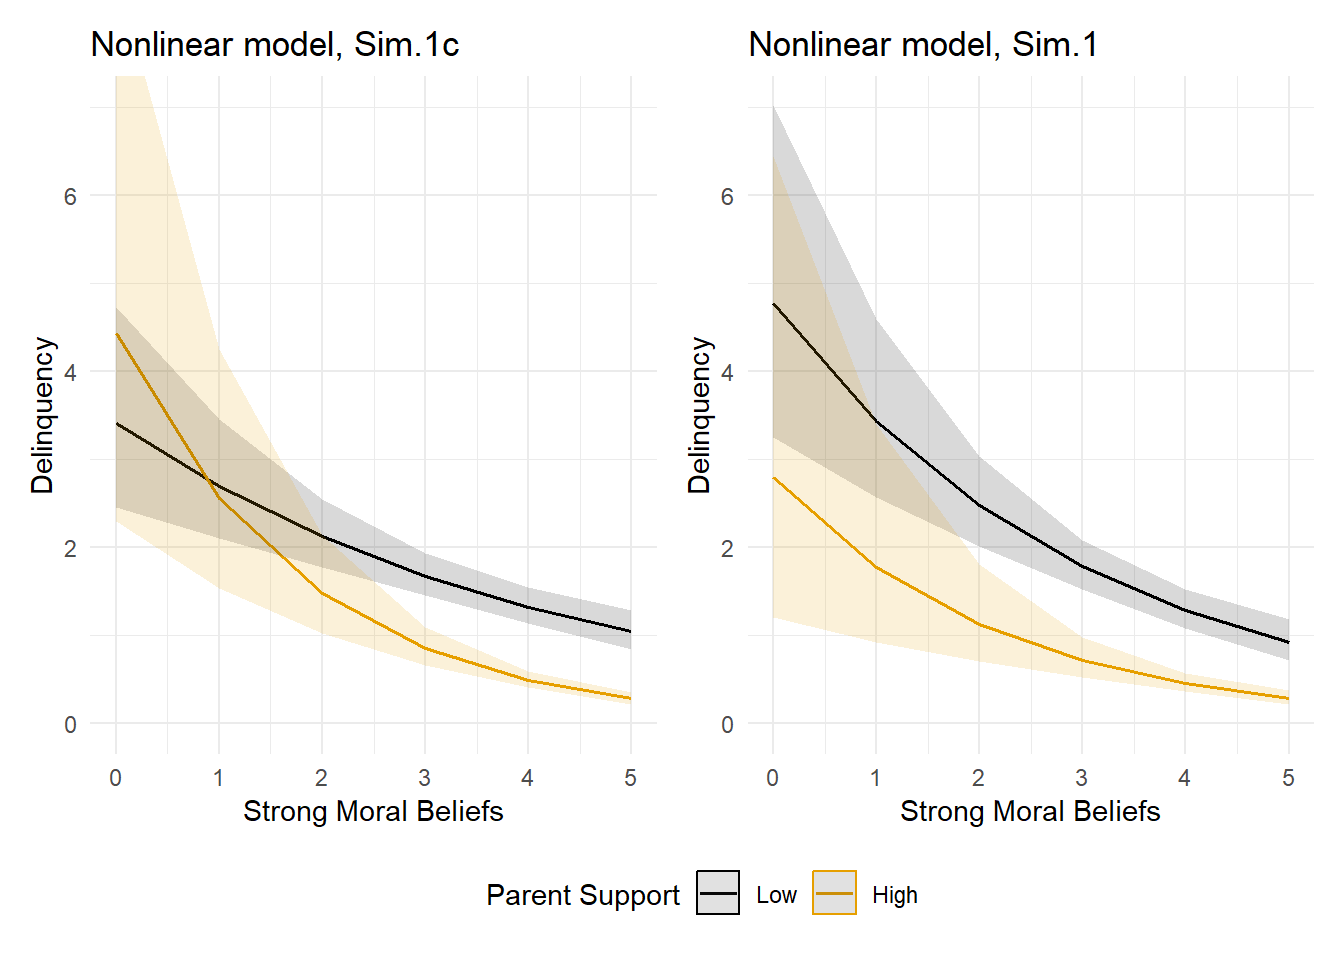 Nonlinear model, Sim.1c
Nonlinear model, Sim.1
Delinquency
6
4
2
0
0 1 2 3 4 5
Strong Moral Beliefs
Delinquency
6
4
2
0
0 1 2 3 4 5
Strong Moral Beliefs
Parent Support Low High